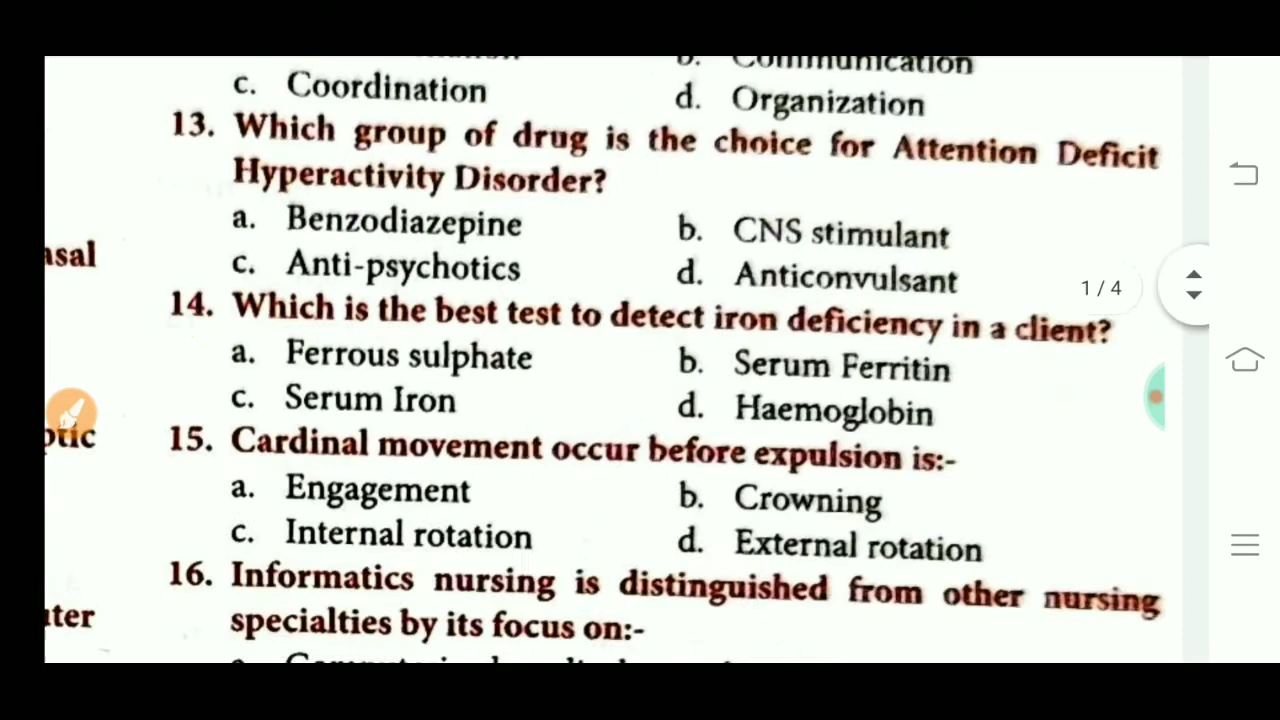 Communication
c. Coordination d. Organization
13. Which group of drug is the choice for Attention Deficit
Hyperactivity Disorder?
a. Benzodiazepine b. CNS stimulant
c. Anti-psychotics d. Anticonvulsant
1 / 4
14. Which is the best test to detect iron deficiency in a client?
a. Ferrous sulphate b. Serum Ferritin
c. Serum Iron d. Haemoglobin
15. Cardinal movement occur before expulsion is:-
a. Engagement b. Crowning
c. Internal rotation d. External rotation
16. Informatics nursing is distinguished from other nursing
specialties by its focus on:-